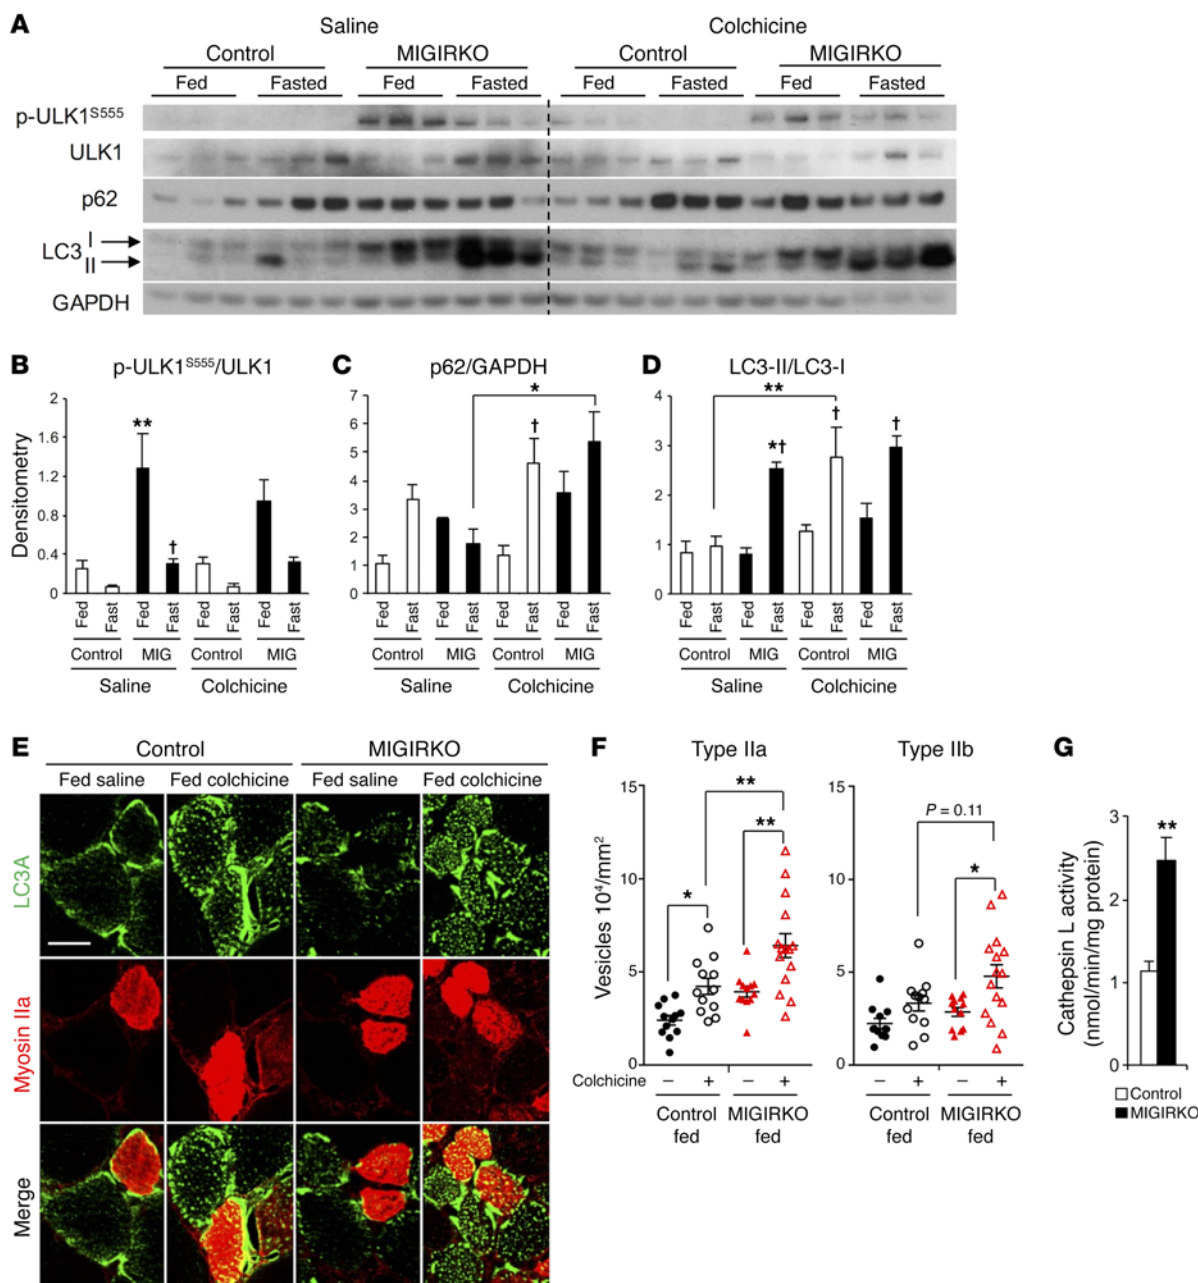 A
Saline Colchicine
Control MIGIRKO Control MIGIRKO
Fed Fasted Fed Fasted Fed Fasted Fed Fasted
p-ULK1S555
ULK1
p62
LC3 I
II
GAPDH
B p-ULK1S555/ULK1
Densitometry
2
1.6
1.2
0.8
0.4
0
**
†
Fed Fast Fed Fast Fed Fast Fed Fast
Control MIG Control MIG
Saline Colchicine
C p62/GAPDH
7
6
5
4
3
2
1
0
*
†
Fed Fast Fed Fast Fed Fast Fed Fast
Control MIG Control MIG
Saline Colchicine
D LC3-II/LC3-I
4
3
2
1
0
**
*†
†
†
Fed Fast Fed Fast Fed Fast Fed Fast
Control MIG Control MIG
Saline Colchicine
E
Control MIGIRKO
Fed saline Fed colchicine Fed saline Fed colchicine
LC3A
Myosin IIa
Merge
F Type IIa Type IIb
Vesicles 10⁴/mm²
15
10
5
0
*
**
**
Colchicine − + − +
Control fed
MIGIRKO fed
15
10
5
0
P = 0.11
*
− + − +
Control fed
MIGIRKO fed
G
Cathepsin L activity
(nmol/min/mg protein)
3
2
1
0
**
Control
MIGIRKO